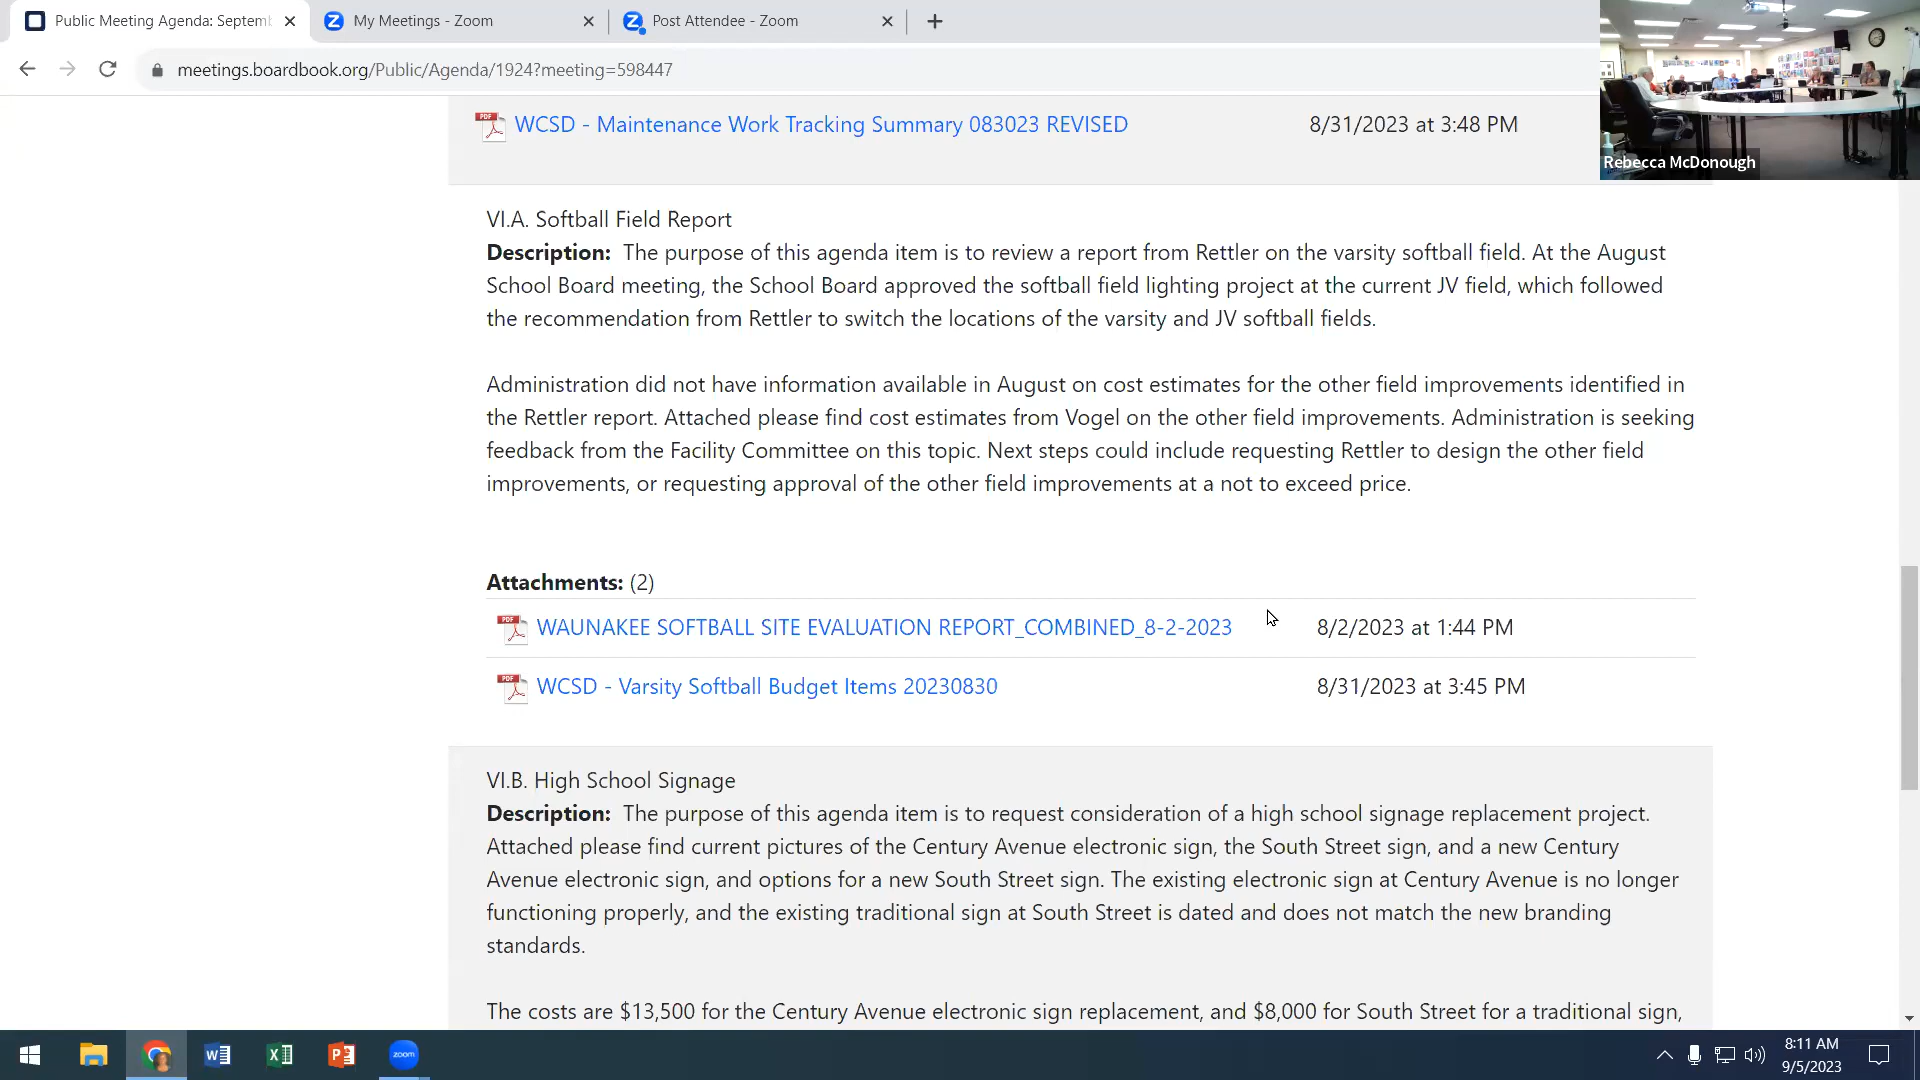 Public Meeting Agenda: Septem
My Meetings - Zoom
Post Attendee - Zoom
meetings.boardbook.org/Public/Agenda/1924?meeting=598447
WCSD - Maintenance Work Tracking Summary 083023 REVISED
8/31/2023 at 3:48 PM
Rebecca McDonough
VI.A. Softball Field Report
Description: The purpose of this agenda item is to review a report from Rettler on the varsity softball field. At the August
School Board meeting, the School Board approved the softball field lighting project at the current JV field, which followed
the recommendation from Rettler to switch the locations of the varsity and JV softball fields.
Administration did not have information available in August on cost estimates for the other field improvements identified in
the Rettler report. Attached please find cost estimates from Vogel on the other field improvements. Administration is seeking
feedback from the Facility Committee on this topic. Next steps could include requesting Rettler to design the other field
improvements, or requesting approval of the other field improvements at a not to exceed price.
Attachments: (2)
PDF WAUNAKEE SOFTBALL SITE EVALUATION REPORT_COMBINED_8-2-2023 8/2/2023 at 1:44 PM
PDF WCSD - Varsity Softball Budget Items 20230830 8/31/2023 at 3:45 PM
VI.B. High School Signage
Description: The purpose of this agenda item is to request consideration of a high school signage replacement project.
Attached please find current pictures of the Century Avenue electronic sign, the South Street sign, and a new Century
Avenue electronic sign, and options for a new South Street sign. The existing electronic sign at Century Avenue is no longer
functioning properly, and the existing traditional sign at South Street is dated and does not match the new branding
standards.
The costs are $13,500 for the Century Avenue electronic sign replacement, and $8,000 for South Street for a traditional sign,
zoom
8:11 AM
9/5/2023